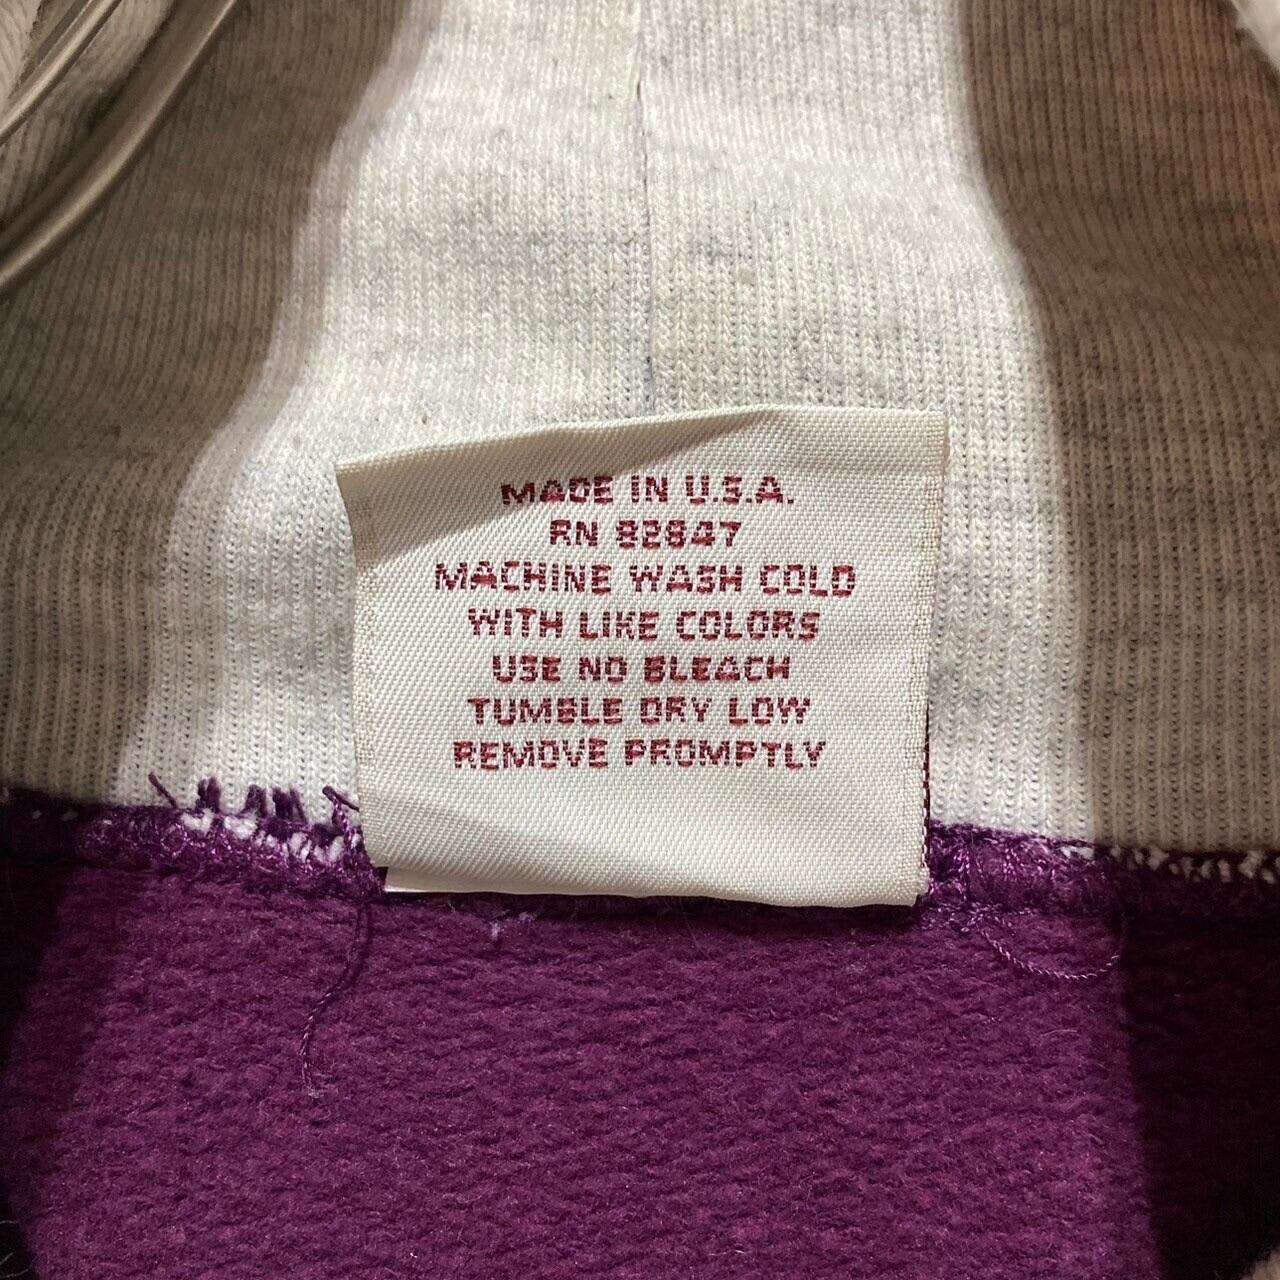 MADE IN U.S.A.
RN 82847
MACHINE WASH COLD
WITH LIKE COLORS
USE NO BLEACH
TUMBLE DRY LOW
REMOVE PROMPTLY